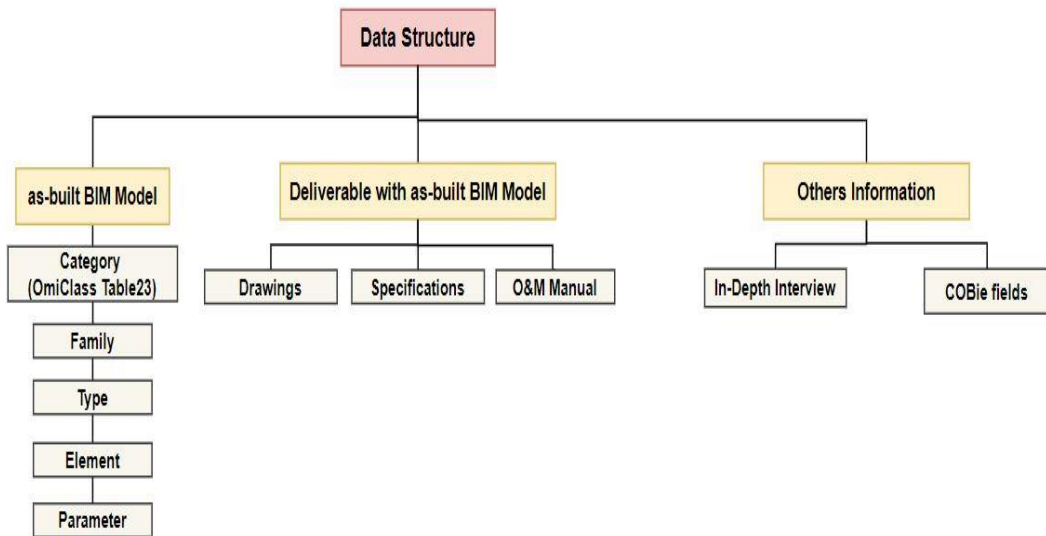 Data Structure
as-built BIM Model
Deliverable with as-built BIM Model
Others Information
Category
(OmiClass Table23)
Drawings
Specifications
O&M Manual
In-Depth Interview
COBie fields
Family
Type
Element
Parameter